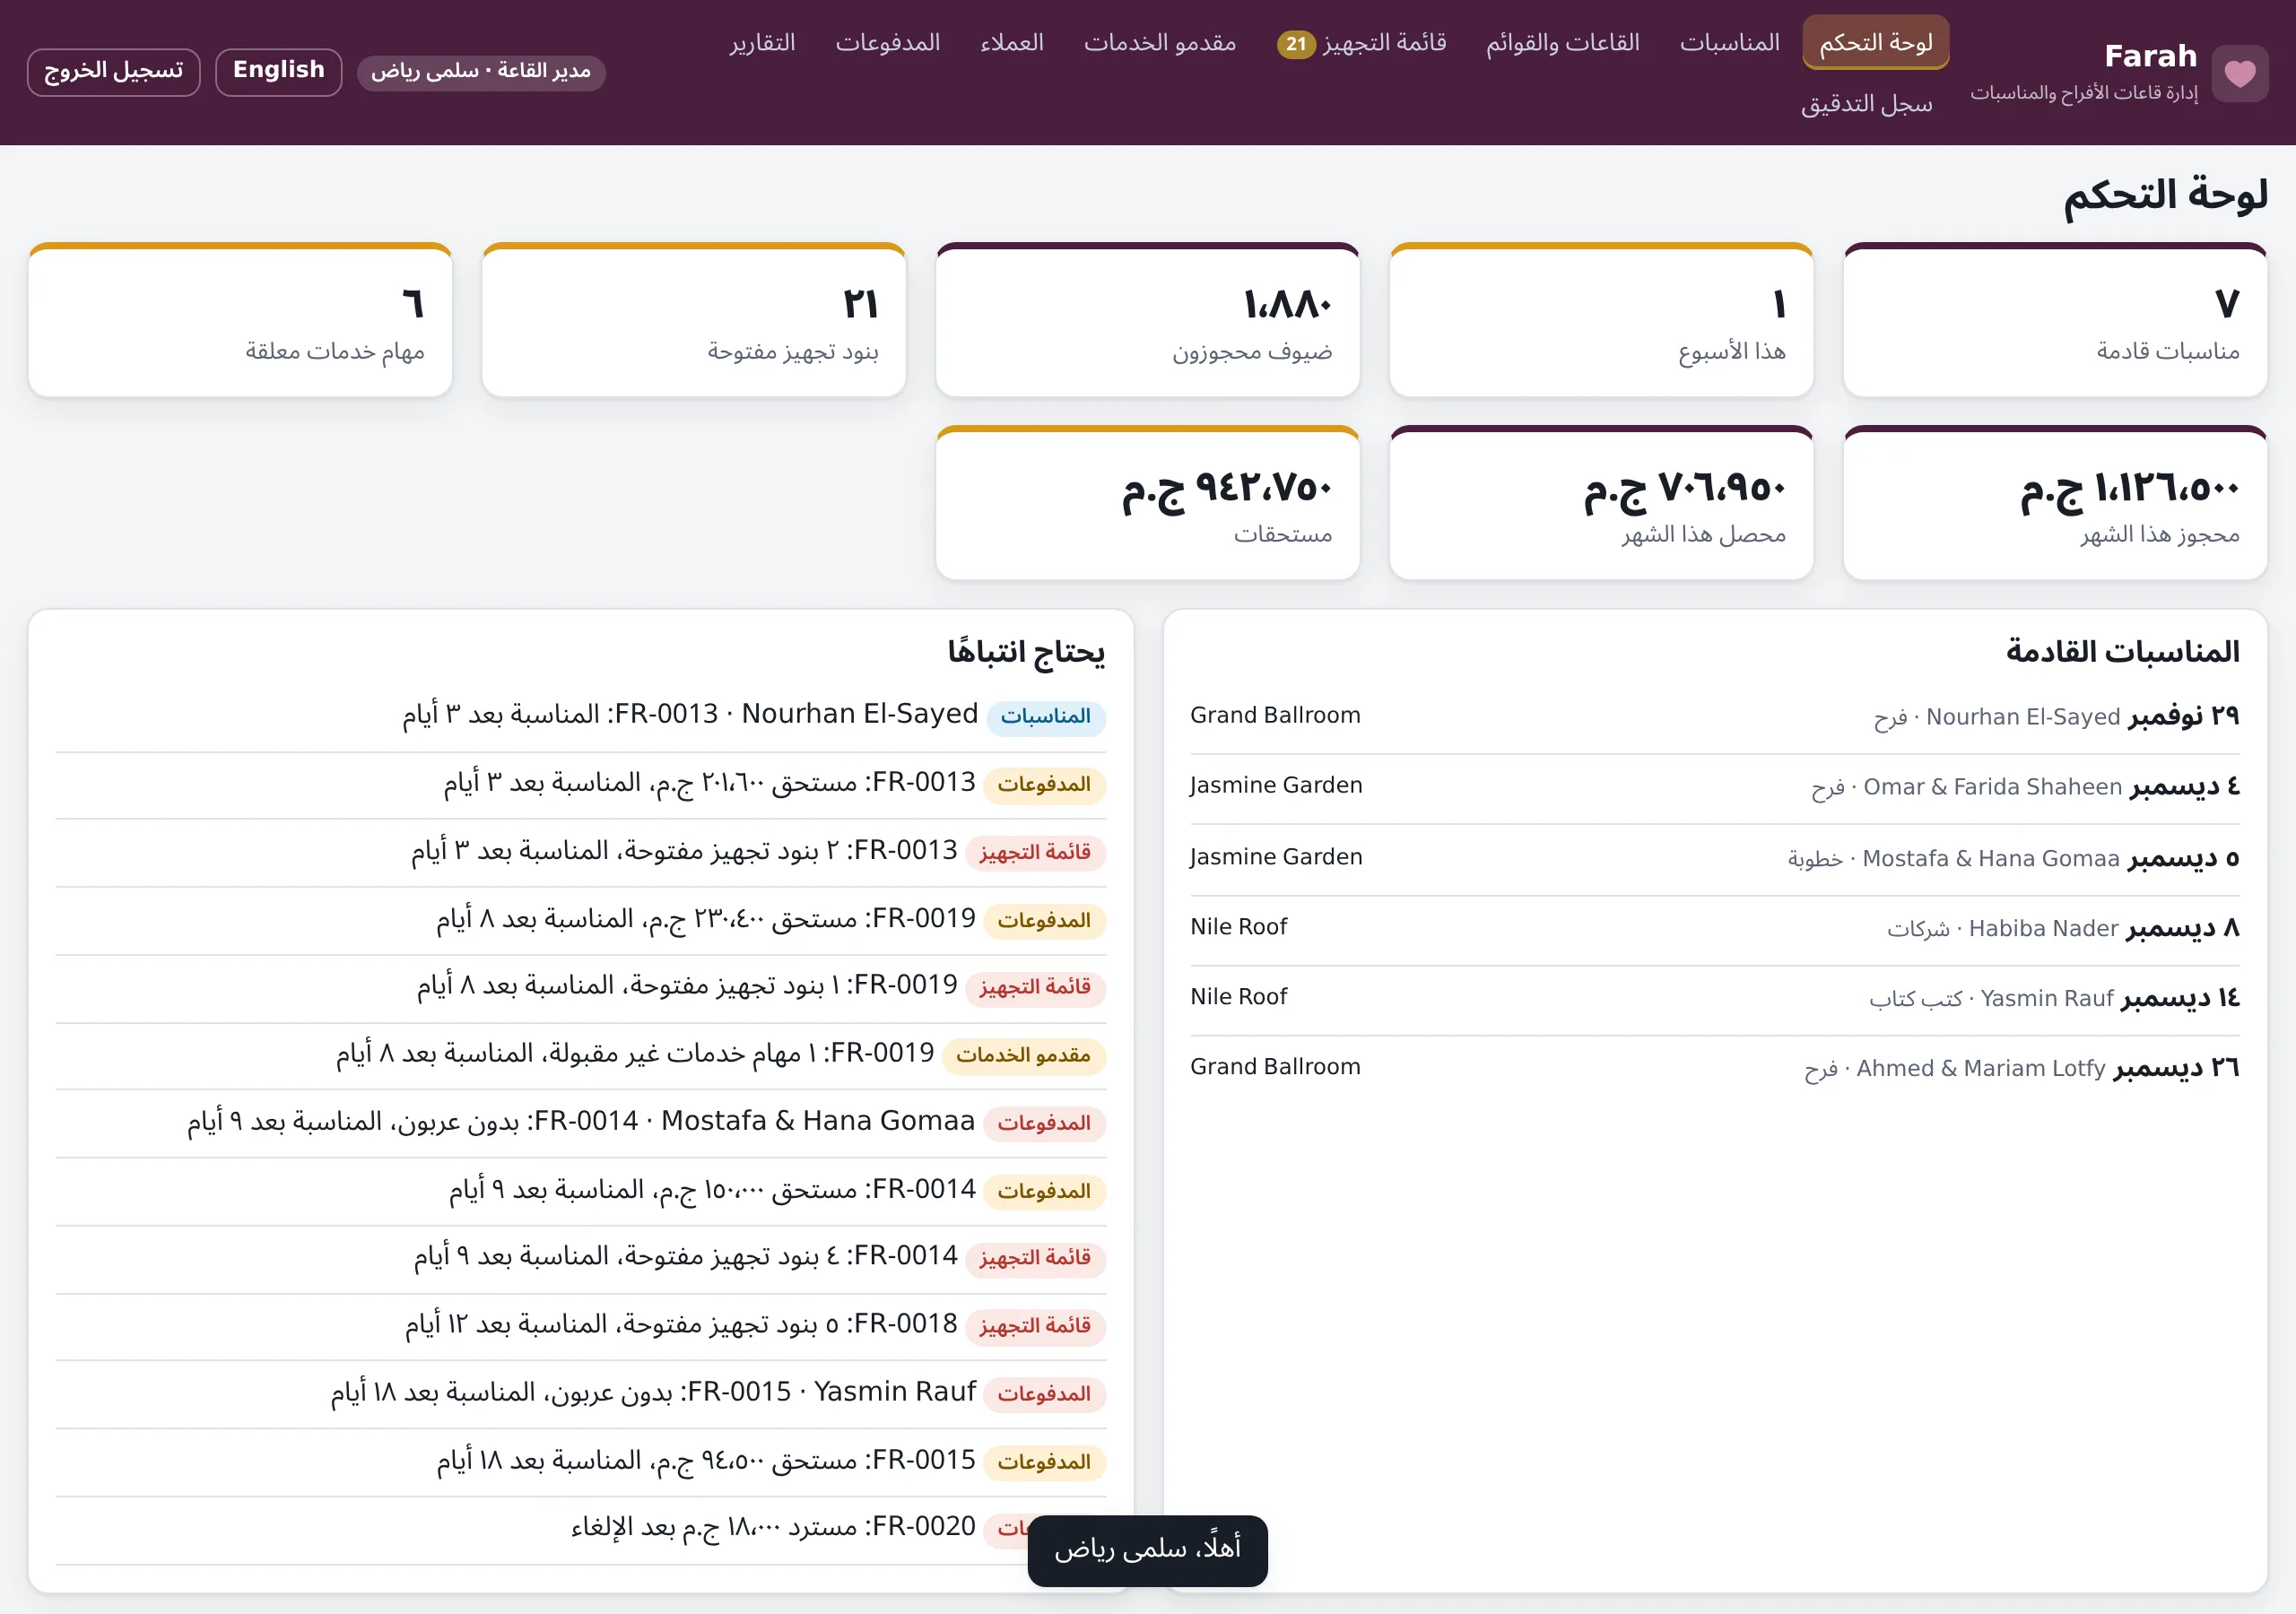 Farah
إدارة قاعات الأفراح والمناسبات
لوحة التحكم
المناسبات
القاعات والقوائم
قائمة التجهيز 21
مقدمو الخدمات
العملاء
المدفوعات
التقارير
سجل التدقيق
مدير القاعة · سلمى رياض
English
تسجيل الخروج
لوحة التحكم
٧
مناسبات قادمة
١
هذا الأسبوع
١،٨٨٠
ضيوف محجوزون
٢١
بنود تجهيز مفتوحة
٦
مهام خدمات معلقة
١،١٢٦،٥٠٠ ج.م
محجوز هذا الشهر
٧٠٦،٩٥٠ ج.م
محصل هذا الشهر
٩٤٢،٧٥٠ ج.م
مستحقات
المناسبات القادمة
٢٩ نوفمبر Nourhan El-Sayed · فرح Grand Ballroom
٤ ديسمبر Omar & Farida Shaheen · فرح Jasmine Garden
٥ ديسمبر Mostafa & Hana Gomaa · خطوبة Jasmine Garden
٨ ديسمبر Habiba Nader · شركات Nile Roof
١٤ ديسمبر Yasmin Rauf · كتب كتاب Nile Roof
٢٦ ديسمبر Ahmed & Mariam Lotfy · فرح Grand Ballroom
يحتاج انتباهًا
المناسبات FR-0013 · Nourhan El-Sayed: المناسبة بعد ٣ أيام
المدفوعات FR-0013: مستحق ٢٠١،٦٠٠ ج.م، المناسبة بعد ٣ أيام
قائمة التجهيز FR-0013: ٢ بنود تجهيز مفتوحة، المناسبة بعد ٣ أيام
المدفوعات FR-0019: مستحق ٢٣٠،٤٠٠ ج.م، المناسبة بعد ٨ أيام
قائمة التجهيز FR-0019: ١ بنود تجهيز مفتوحة، المناسبة بعد ٨ أيام
مقدمو الخدمات FR-0019: ١ مهام خدمات غير مقبولة، المناسبة بعد ٨ أيام
المدفوعات FR-0014 · Mostafa & Hana Gomaa: بدون عربون، المناسبة بعد ٩ أيام
المدفوعات FR-0014: مستحق ١٥٠،٠٠٠ ج.م، المناسبة بعد ٩ أيام
قائمة التجهيز FR-0014: ٤ بنود تجهيز مفتوحة، المناسبة بعد ٩ أيام
قائمة التجهيز FR-0018: ٥ بنود تجهيز مفتوحة، المناسبة بعد ١٢ أيام
المدفوعات FR-0015 · Yasmin Rauf: بدون عربون، المناسبة بعد ١٨ أيام
المدفوعات FR-0015: مستحق ٩٤،٥٠٠ ج.م، المناسبة بعد ١٨ أيام
FR-0020: مسترد ١٨،٠٠٠ ج.م بعد الإلغاء
أهلًا، سلمى رياض